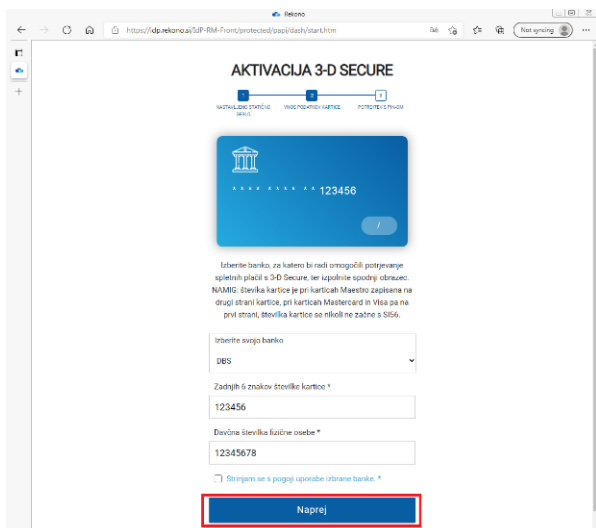 Rekono
https://idp.rekono.si/IdP-RM-Front/protected/papi/dash/start.htm
Not syncing
AKTIVACIJA 3-D SECURE
1
2
3
NASTAVLJENO STATIČNO
GESLO
VNOS PODATKOV KARTICE
POTRDITEV S PIN-OM
* * * * * * * * * * 123456
/
Izberite banko, za katero bi radi omogočili potrjevanje
spletnih plačil s 3-D Secure, ter izpolnite spodnji obrazec.
NAMIG: številka kartice je pri karticah Maestro zapisana na
drugi strani kartice, pri karticah Mastercard in Visa pa na
prvi strani, številka kartice se nikoli ne začne s SI56.
Izberite svojo banko
DBS
Zadnjih 6 znakov številke kartice *
123456
Davčna številka fizične osebe *
12345678
Strinjam se s pogoji uporabe izbrane banke. *
Naprej